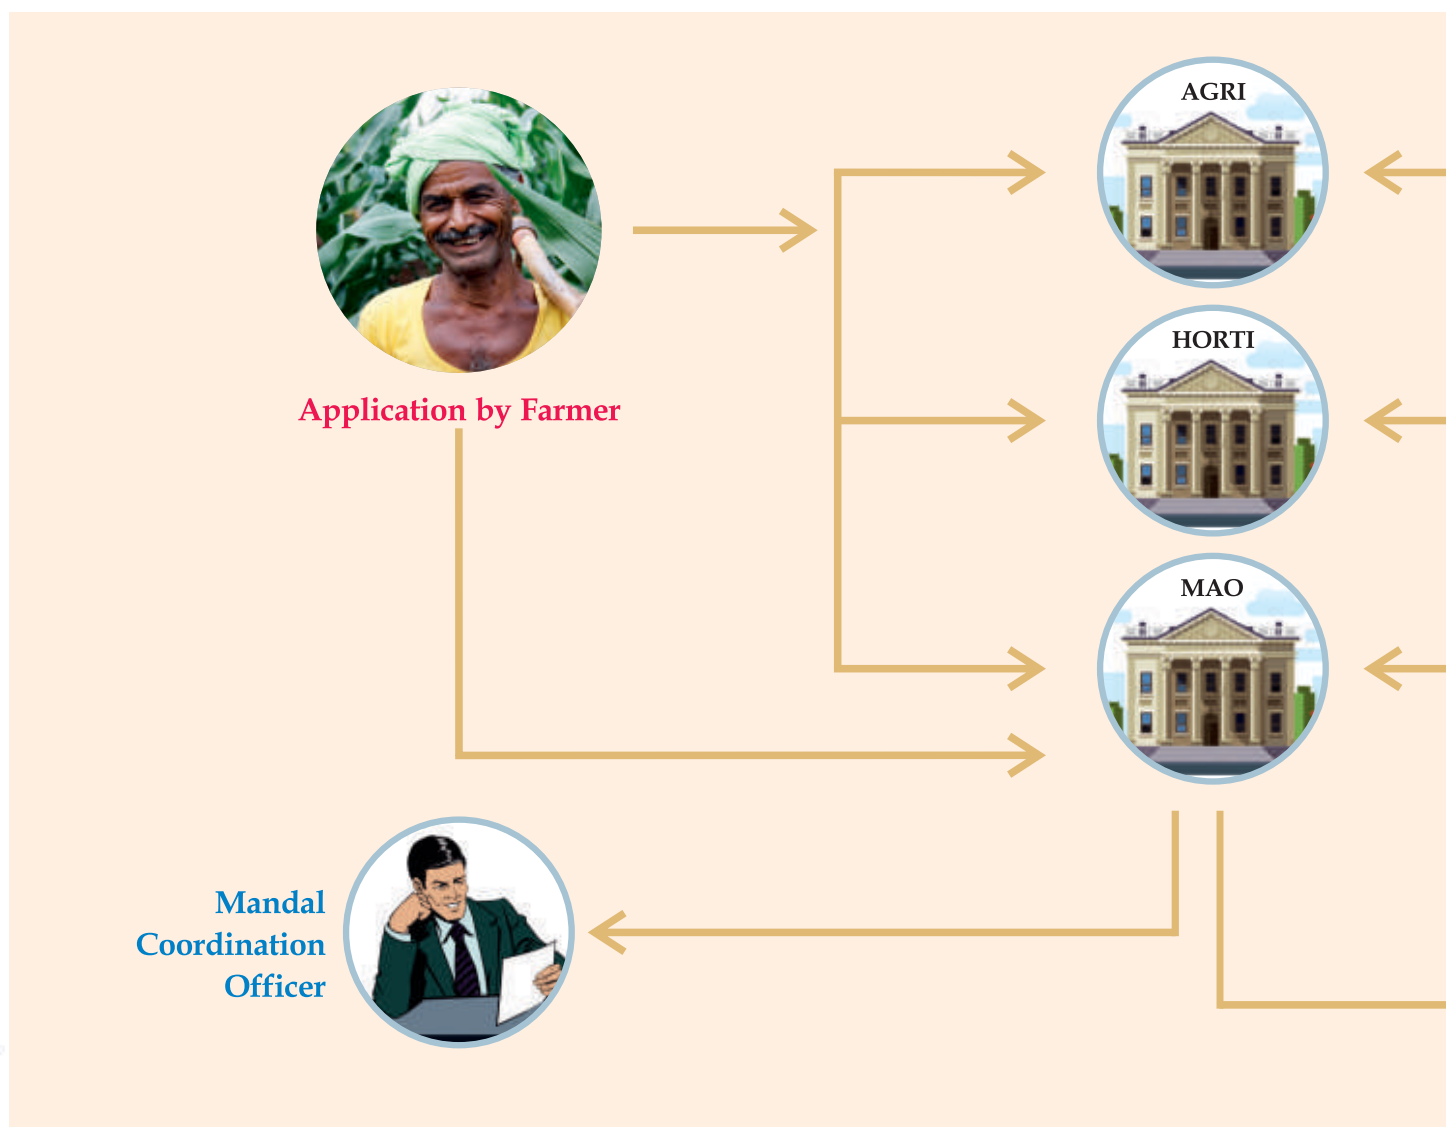 AGRI
HORTI
Application by Farmer
MAO
Mandal
Coordination
Officer